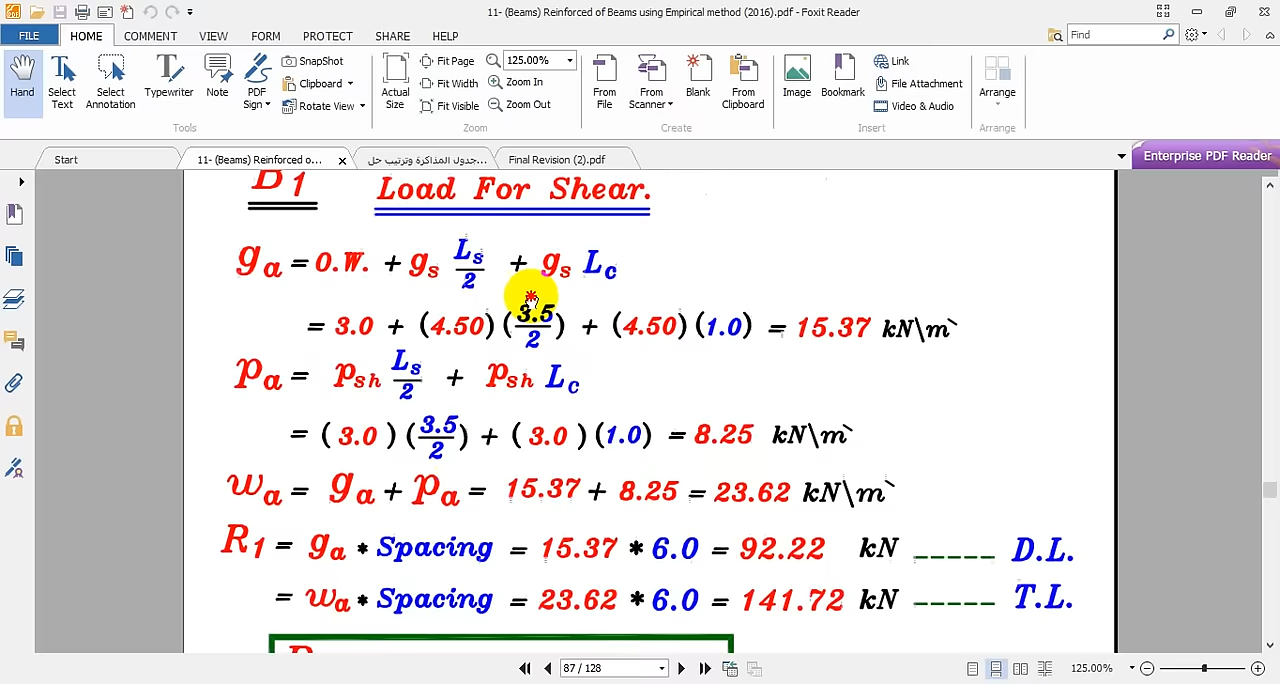 11- (Beams) Reinforced of Beams using Empirical method (2016).pdf - Foxit Reader
FILE HOME COMMENT VIEW FORM PROTECT SHARE HELP
Find
Hand
Select Text
Select Annotation
Typewriter
Note
PDF Sign
SnapShot
Clipboard
Rotate View
Tools
Actual Size
Fit Page
Fit Width
Fit Visible
125.00%
Zoom In
Zoom Out
Zoom
From File
From Scanner
Blank
From Clipboard
Create
Image
Bookmark
Link
File Attachment
Video & Audio
Insert
Arrange
Arrange
Start
11- (Beams) Reinforced o...
جدول المذاكرة وترتيب حل...
Final Revision (2).pdf
Enterprise PDF Reader
B1 Load For Shear.
ga = O.W. + gs Ls/2 + gs Lc
= 3.0 + (4.50)(3.5/2) + (4.50)(1.0) = 15.37 kN\m`
pa = psh Ls/2 + psh Lc
= (3.0)(3.5/2) + (3.0)(1.0) = 8.25 kN\m`
wa = ga + pa = 15.37 + 8.25 = 23.62 kN\m`
R1 = ga * Spacing = 15.37 * 6.0 = 92.22 kN _____ D.L.
= wa * Spacing = 23.62 * 6.0 = 141.72 kN _____ T.L.
87 / 128
125.00%